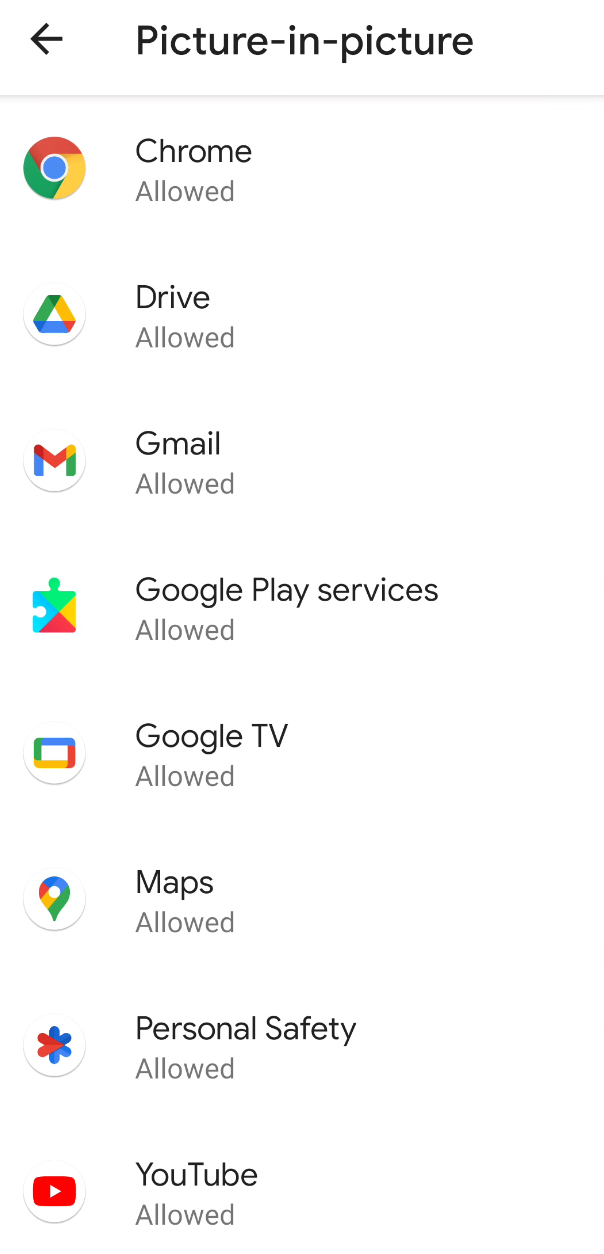 Picture-in-picture
Chrome
Allowed
Drive
Allowed
Gmail
Allowed
Google Play services
Allowed
Google TV
Allowed
Maps
Allowed
Personal Safety
Allowed
YouTube
Allowed